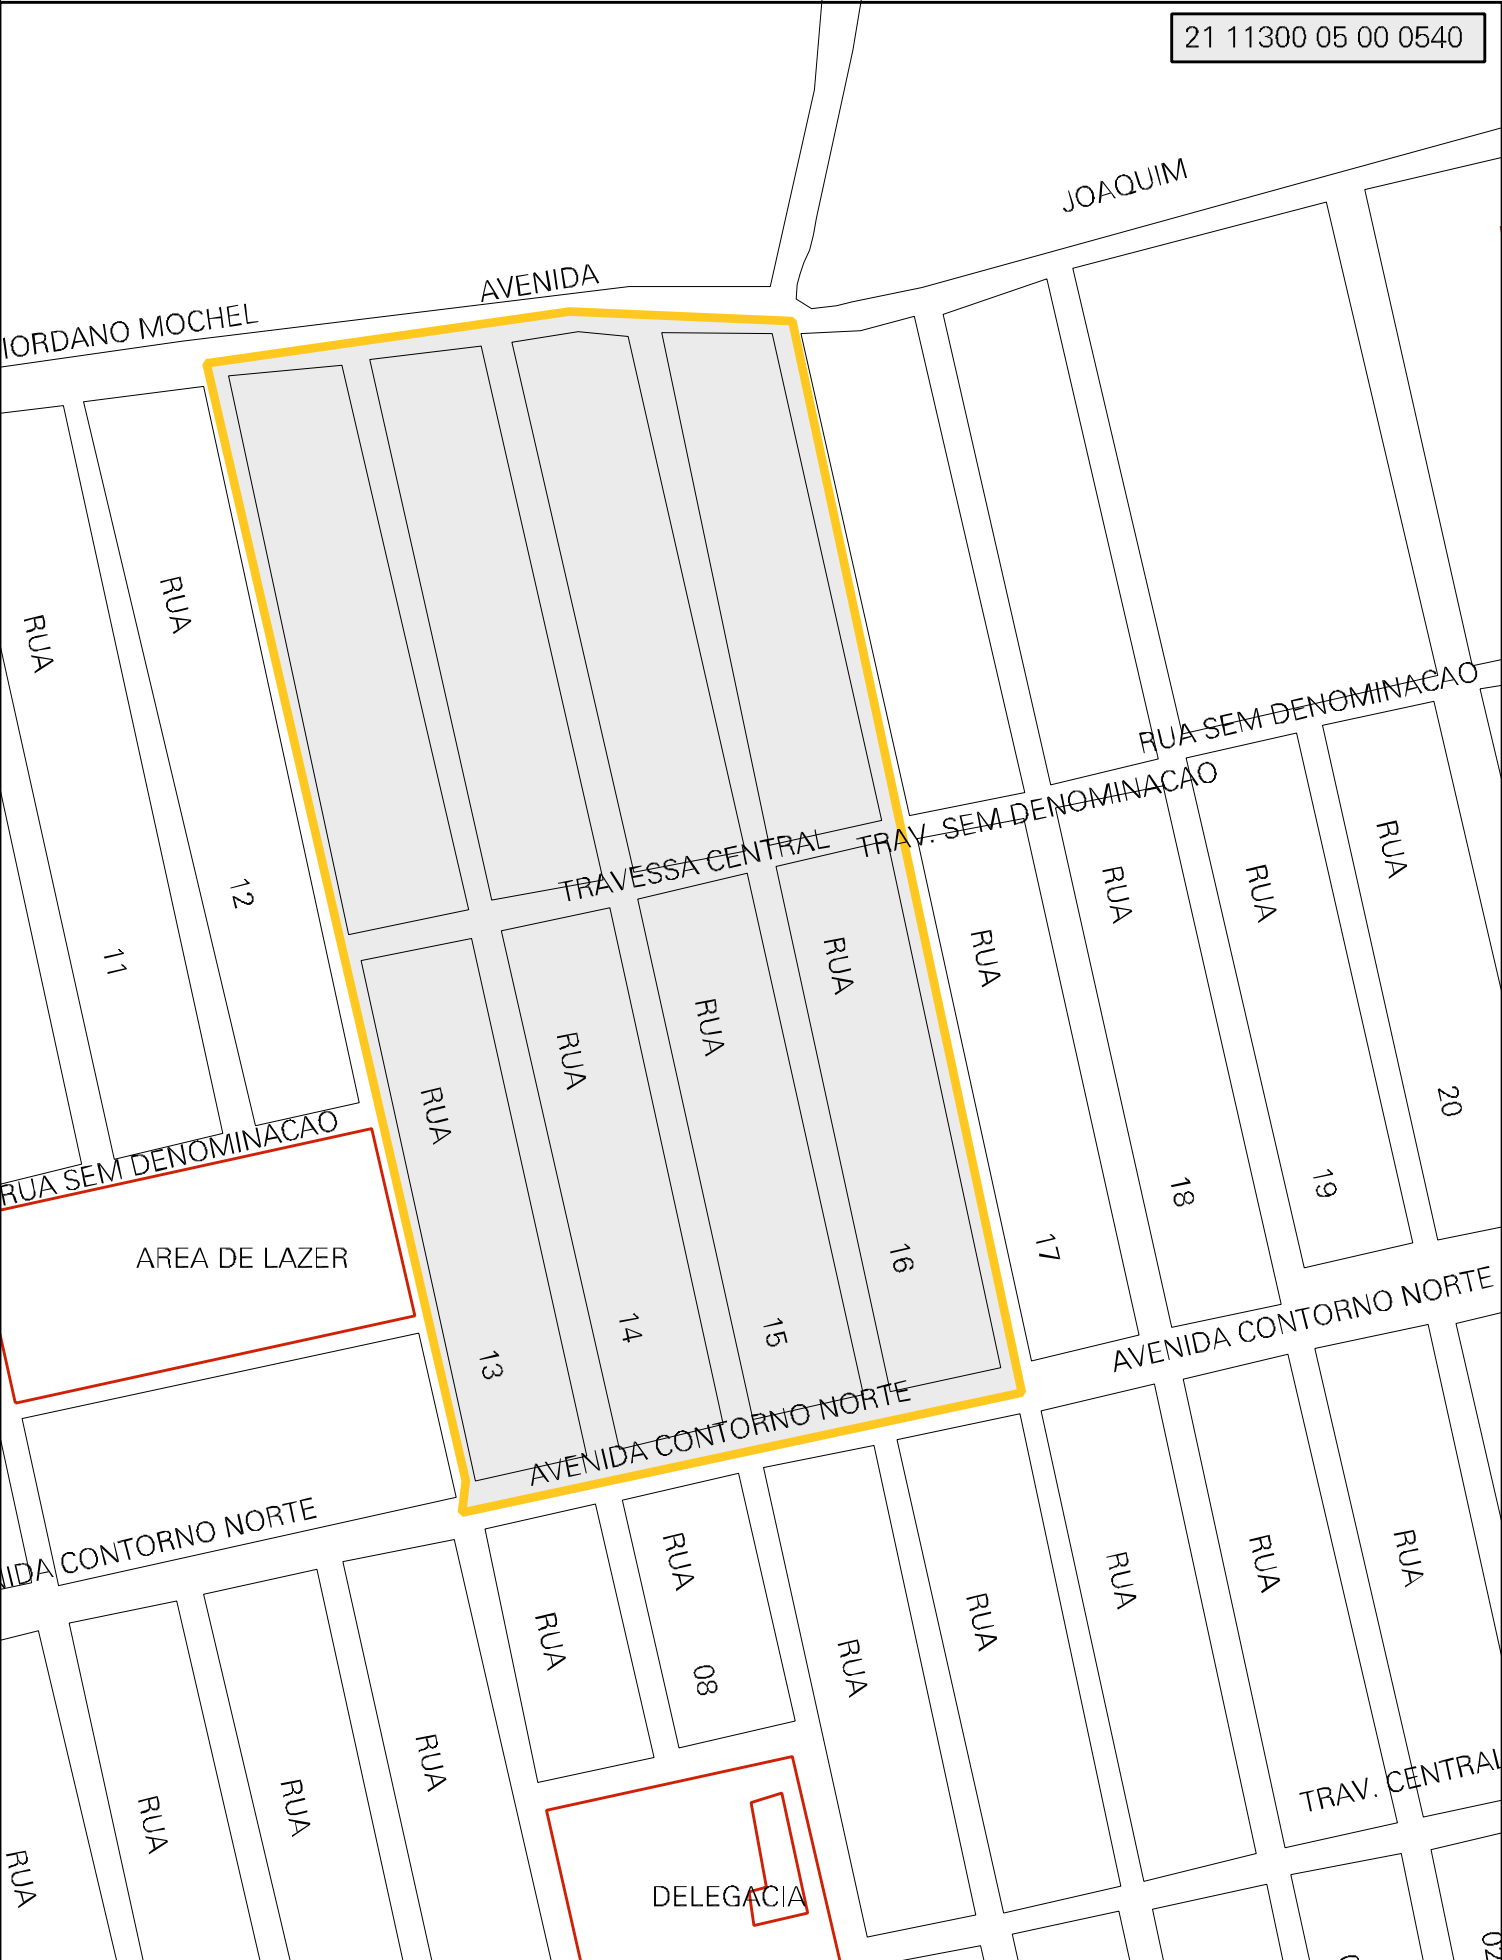 21 11300 05 00 0540
JOAQUIM
AVENIDA
IORDANO MOCHEL
RUA
RUA
12
11
RUA SEM DENOMINACAO
TRAV. SEM DENOMINACAO
TRAVESSA CENTRAL
RUA
RUA
RUA
RUA
RUA
RUA
RUA
RUA
20
19
18
17
16
15
14
13
RUA SEM DENOMINACAO
AREA DE LAZER
AVENIDA CONTORNO NORTE
AVENIDA CONTORNO NORTE
NIDA CONTORNO NORTE
RUA
08
RUA
RUA
RUA
RUA
RUA
RUA
RUA
RUA
RUA
RUA
TRAV. CENTRAL
DELEGACIA